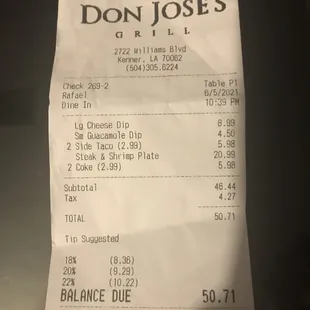 DON JOSE'S
GRILL
2722 Williams Blvd
Kenner, LA 70062
(504)305.6224
Check 269-2 Table P1
Rafael 6/5/2021
Dine In 10:39 PM
Lg Cheese Dip 8.99
Sm Guacamole Dip 4.50
2 Side Taco (2.99) 5.98
Steak & Shrimp Plate 20.99
2 Coke (2.99) 5.98
Subtotal 46.44
Tax 4.27
TOTAL 50.71
Tip Suggested
18% (8.36)
20% (9.29)
22% (10.22)
BALANCE DUE 50.71